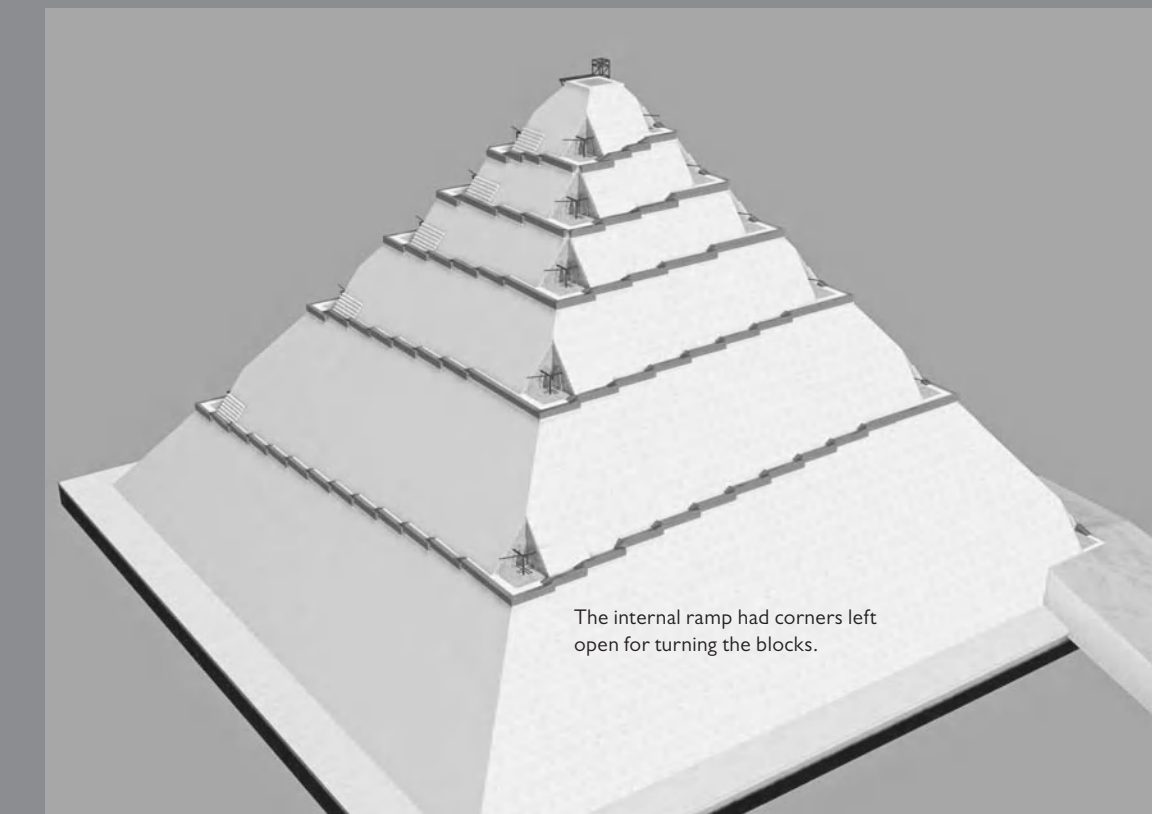 The internal ramp had corners left
open for turning the blocks.